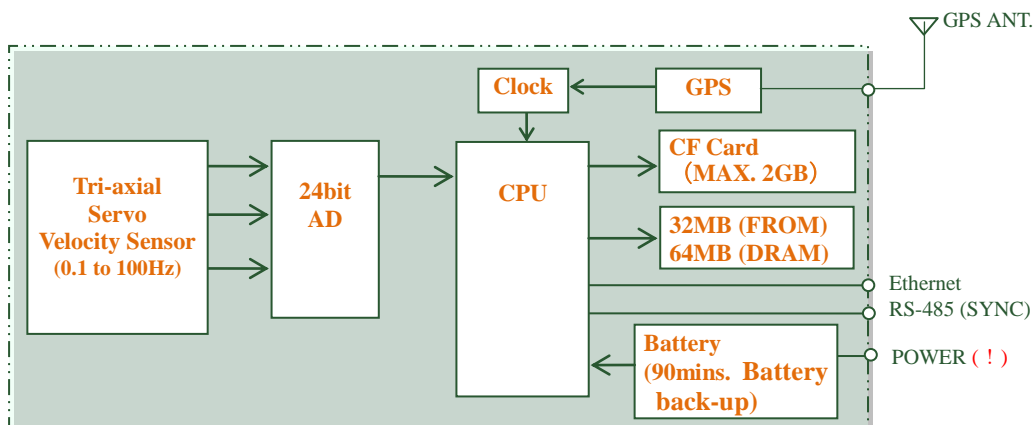 GPS ANT.
Clock
GPS
CF Card
（MAX. 2GB）
Tri-axial
Servo
Velocity Sensor
(0.1 to 100Hz)
24bit
AD
CPU
32MB (FROM)
64MB (DRAM)
Ethernet
RS-485 (SYNC)
Battery
(90mins. Battery
back-up)
POWER (！)